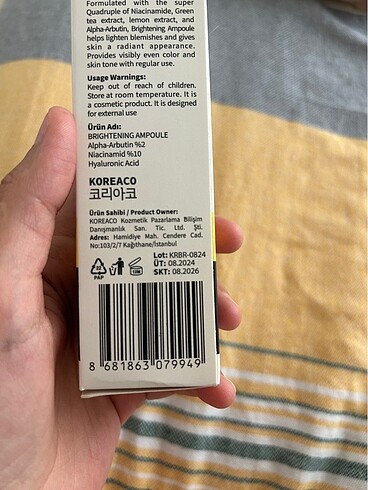 Formulated with the super
Quadruple of Niacinamide, Green
tea extract, lemon extract, and
Alpha-Arbutin, Brightening Ampoule
helps lighten blemishes and gives
skin a radiant appearance.
Provides visibly even color and
skin tone with regular use.
Usage Warnings:
Keep out of reach of children.
Store at room temperature. It is
a cosmetic product. It is designed
for external use
Ürün Adı:
BRIGHTENING AMPOULE
Alpha-Arbutin %2
Niacinamid %10
Hyaluronic Acid
KOREACO
코리아코
Ürün Sahibi / Product Owner:
KOREACO Kozmetik Pazarlama Bilişim
Danışmanlık San. Tic. Ltd. Şti.
Adres: Hamidiye Mah. Cendere Cad.
No:103/2/7 Kağıthane/İstanbul
Lot: KRBR-0824
ÜT: 08.2024
SKT: 08.2026
PAP
12M
8 681863 079949